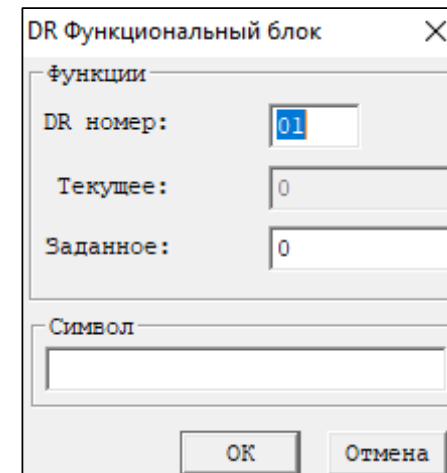 DR Функциональный блок
Функции
DR номер: 01
Текущее: 0
Заданное: 0
Символ
OK Отмена